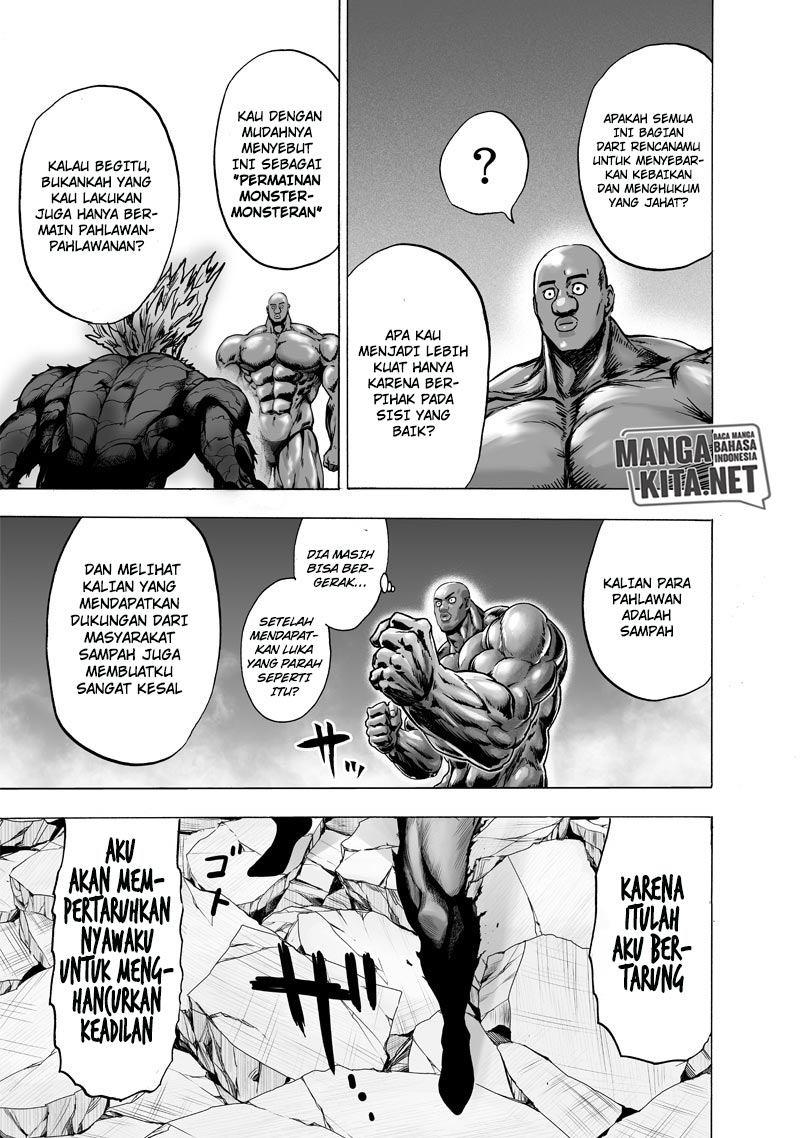 APAKAH SEMUA
INI BAGIAN
DARI RENCANAMU
UNTUK MENYEBAR-
KAN KEBAIKAN
DAN MENGHUKUM
YANG JAHAT?
?
APA KAU
MENJADI LEBIH
KUAT HANYA
KARENA BER-
PIHAK PADA
SISI YANG
BAIK?
KAU DENGAN
MUDAHNYA
MENYEBUT
INI SEBAGAI
"PERMAINAN
MONSTER-
MONSTERAN"
KALAU BEGITU,
BUKANKAH YANG
KAU LAKUKAN
JUGA HANYA BER-
MAIN PAHLAWAN-
PAHLAWANAN?
MANGA
KITA.NET
BACA MANGA
BAHASA
INDONESIA
KALIAN PARA
PAHLAWAN
ADALAH
SAMPAH
DIA MASIH
BISA BER-
GERAK...
SETELAH
MENDAPAT-
KAN LUKA
YANG PARAH
SEPERTI
ITU?
ザッ
DAN MELIHAT
KALIAN YANG
MENDAPATKAN
DUKUNGAN DARI
MASYARAKAT
SAMPAH JUGA
MEMBUATKU
SANGAT KESAL
KARENA
ITULAH
AKU BER-
TARUNG
ゴッ
AKU
AKAN MEM-
PERTARUHKAN
NYAWAKU
UNTUK MENG-
HANCURKAN
KEADILAN